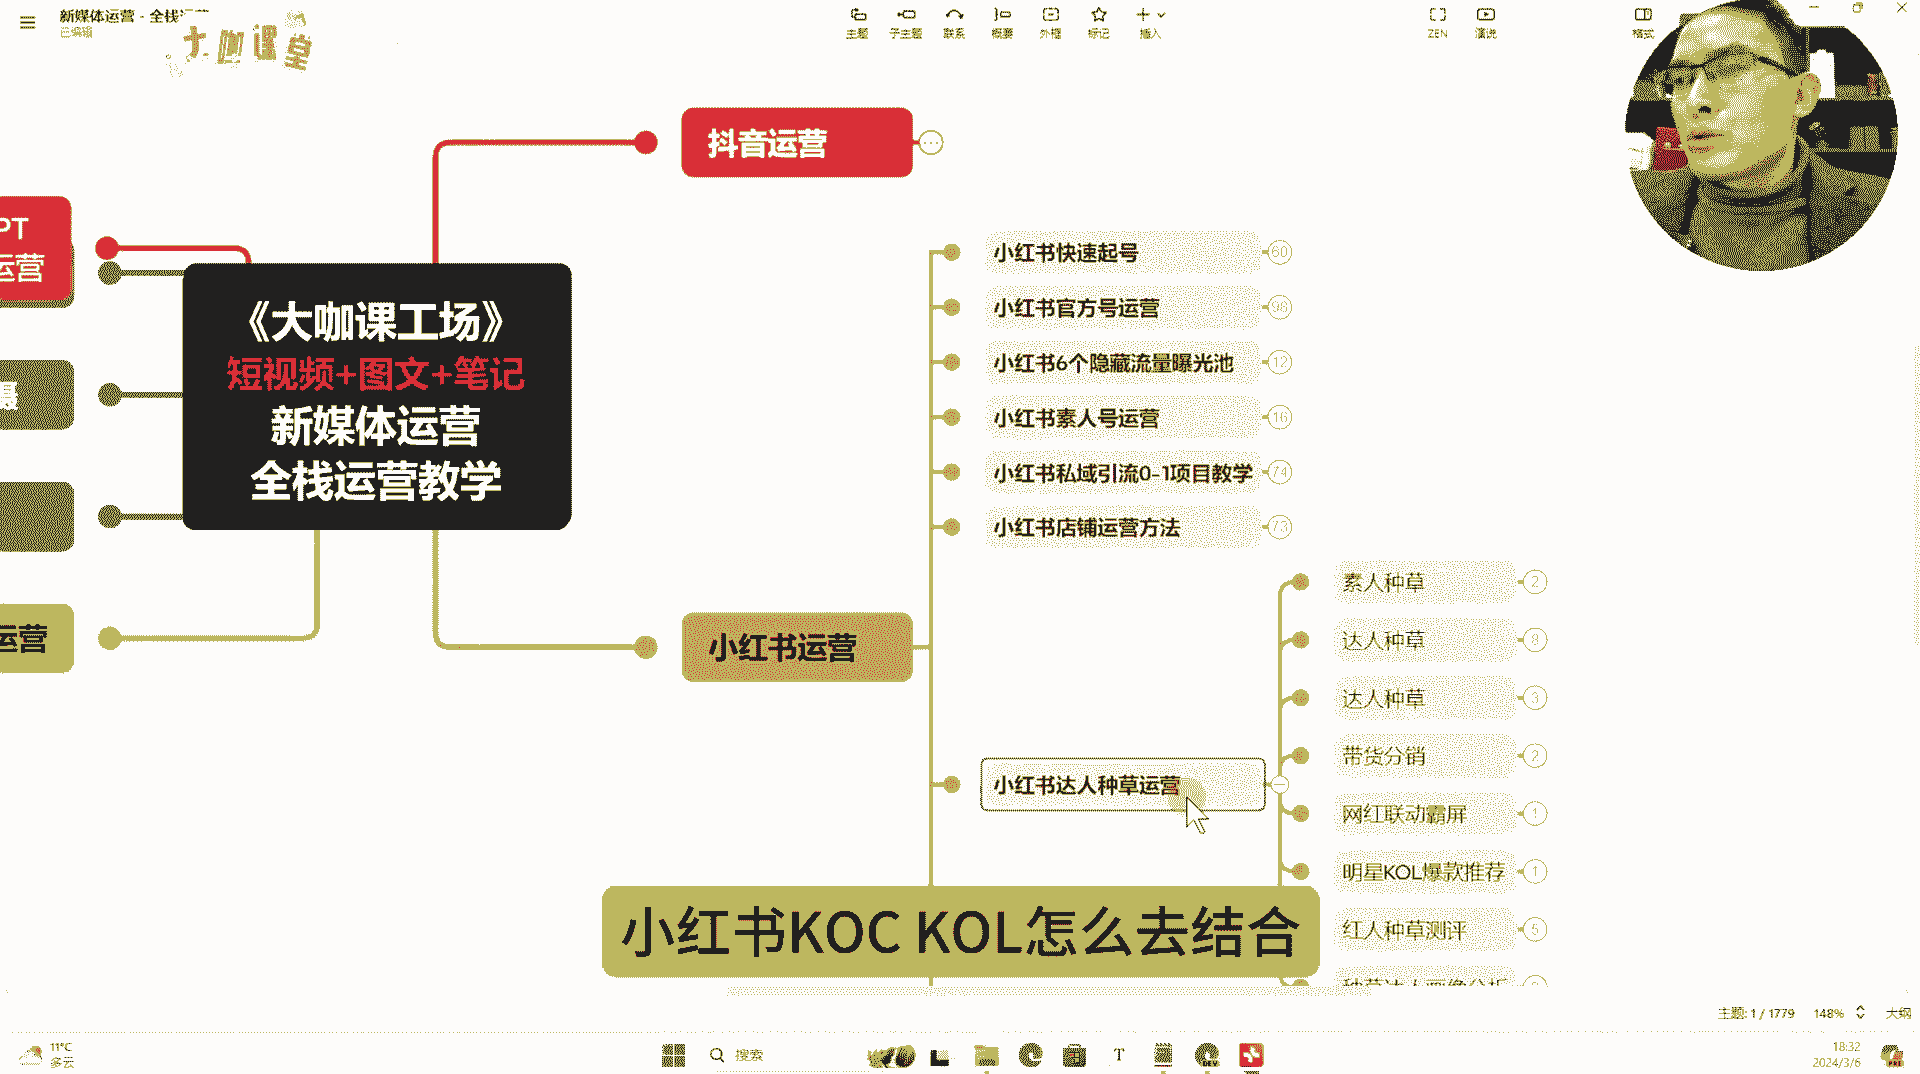 新媒体运营 - 全栈运营
已编辑
大咖课堂
主题
子主题
联系
概要
外框
标记
插入
ZEN
演说
格式
抖音运营
PT
运营
《大咖课工场》
短视频+图文+笔记
新媒体运营
全栈运营教学
运营
小红书运营
小红书快速起号
60
小红书官方号运营
98
小红书6个隐藏流量曝光池
12
小红书素人号运营
16
小红书私域引流0-1项目教学
74
小红书店铺运营方法
73
小红书达人种草运营
素人种草
2
达人种草
8
达人种草
3
带货分销
2
网红联动霸屏
1
明星KOL爆款推荐
1
红人种草测评
5
种草达人画像分析
小红书KOC KOL怎么去结合
主题: 1 / 1779
148%
大纲
11°C
多云
搜索
18:32
2024/3/6